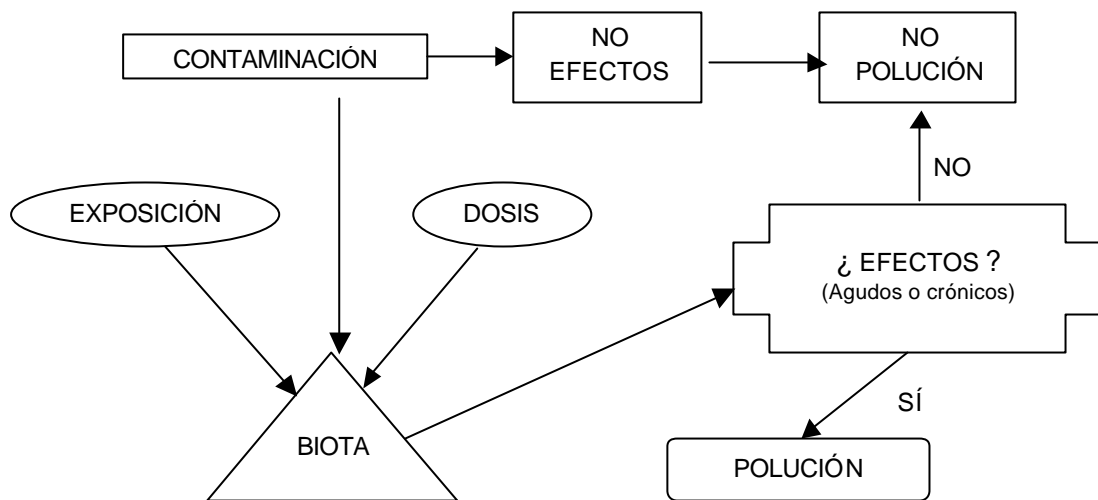 CONTAMINACIÓN
NO
EFECTOS
NO
POLUCIÓN
NO
EXPOSICIÓN
DOSIS
¿ EFECTOS ?
(Agudos o crónicos)
SÍ
BIOTA
POLUCIÓN